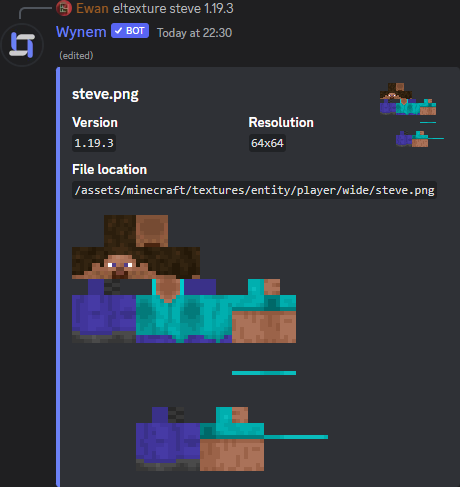 Ewan e!texture steve 1.19.3
Wynem ✓ BOT Today at 22:30
(edited)
steve.png
Version Resolution
1.19.3 64x64
File location
/assets/minecraft/textures/entity/player/wide/steve.png